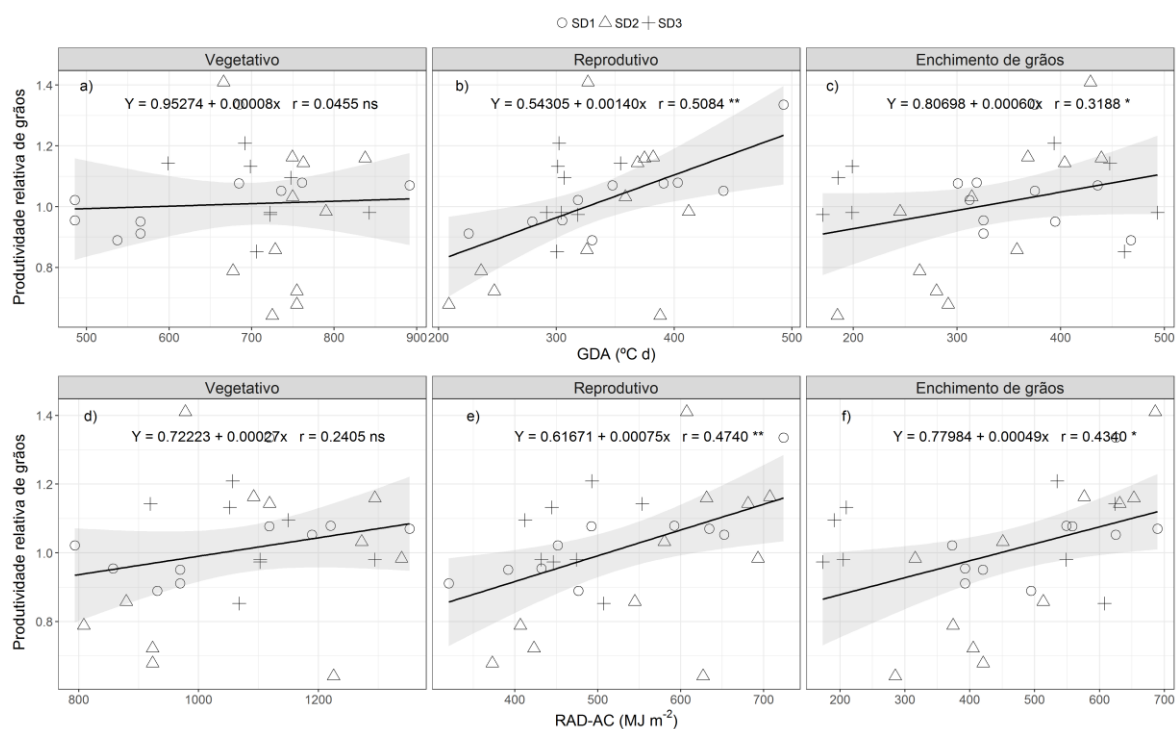 SD1 SD2 SD3
Vegetativo Reprodutivo Enchimento de grãos
a) b) c)
Y = 0.95274 + 0.00008x r = 0.0455 ns
Y = 0.54305 + 0.00140x r = 0.5084 **
Y = 0.80698 + 0.00060x r = 0.3188 *
Produtividade relativa de grãos
1.4
1.2
1.0
0.8
500 600 700 800 900
200 300 400 500
200 300 400 500
GDA (ºC d)
Vegetativo Reprodutivo Enchimento de grãos
d) e) f)
Y = 0.72223 + 0.00027x r = 0.2405 ns
Y = 0.61671 + 0.00075x r = 0.4740 **
Y = 0.77984 + 0.00049x r = 0.4340 *
Produtividade relativa de grãos
1.4
1.2
1.0
0.8
800 1000 1200
400 500 600 700
200 300 400 500 600 700
RAD-AC (MJ m⁻²)